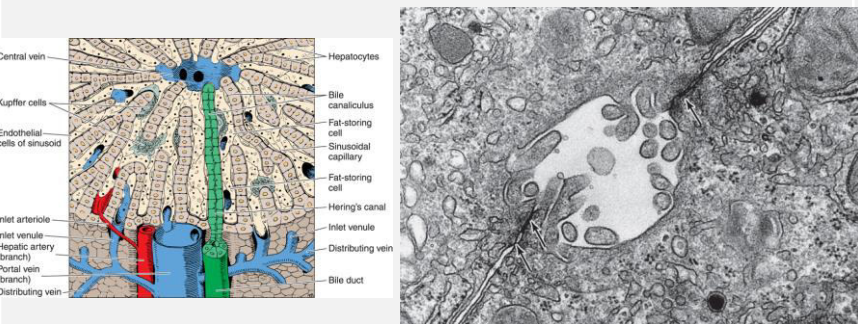 Central vein
Kupffer cells
Endothelial
cells of sinusoid
Inlet arteriole
Inlet venule
Hepatic artery
(branch)
Portal vein
(branch)
Distributing vein
Hepatocytes
Bile
canaliculus
Fat-storing
cell
Sinusoidal
capillary
Fat-storing
cell
Hering's canal
Inlet venule
Distributing vein
Bile duct